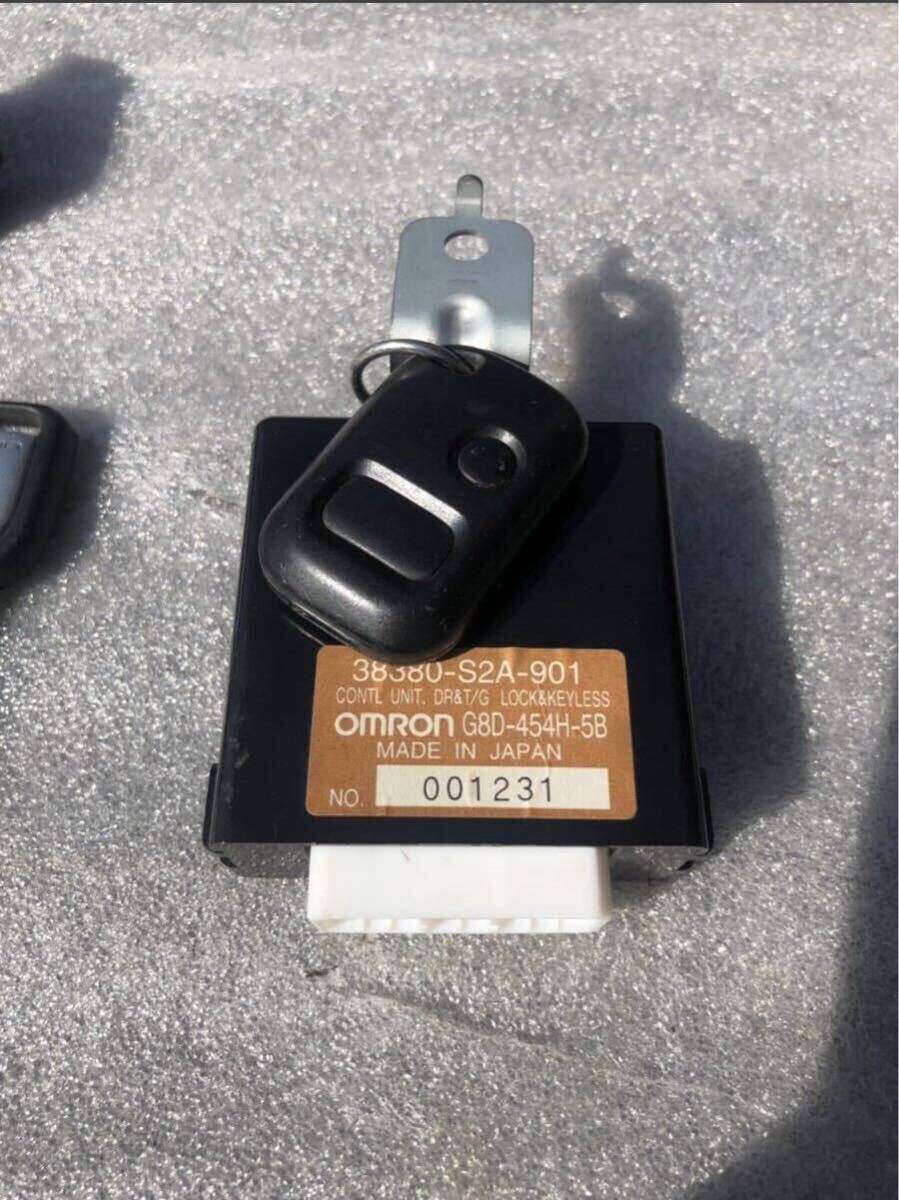 38380-S2A-901
CONTL UNIT. DR&T/G LOCK&KEYLESS
OMRON G8D-454H-5B
MADE IN JAPAN
NO. 001231